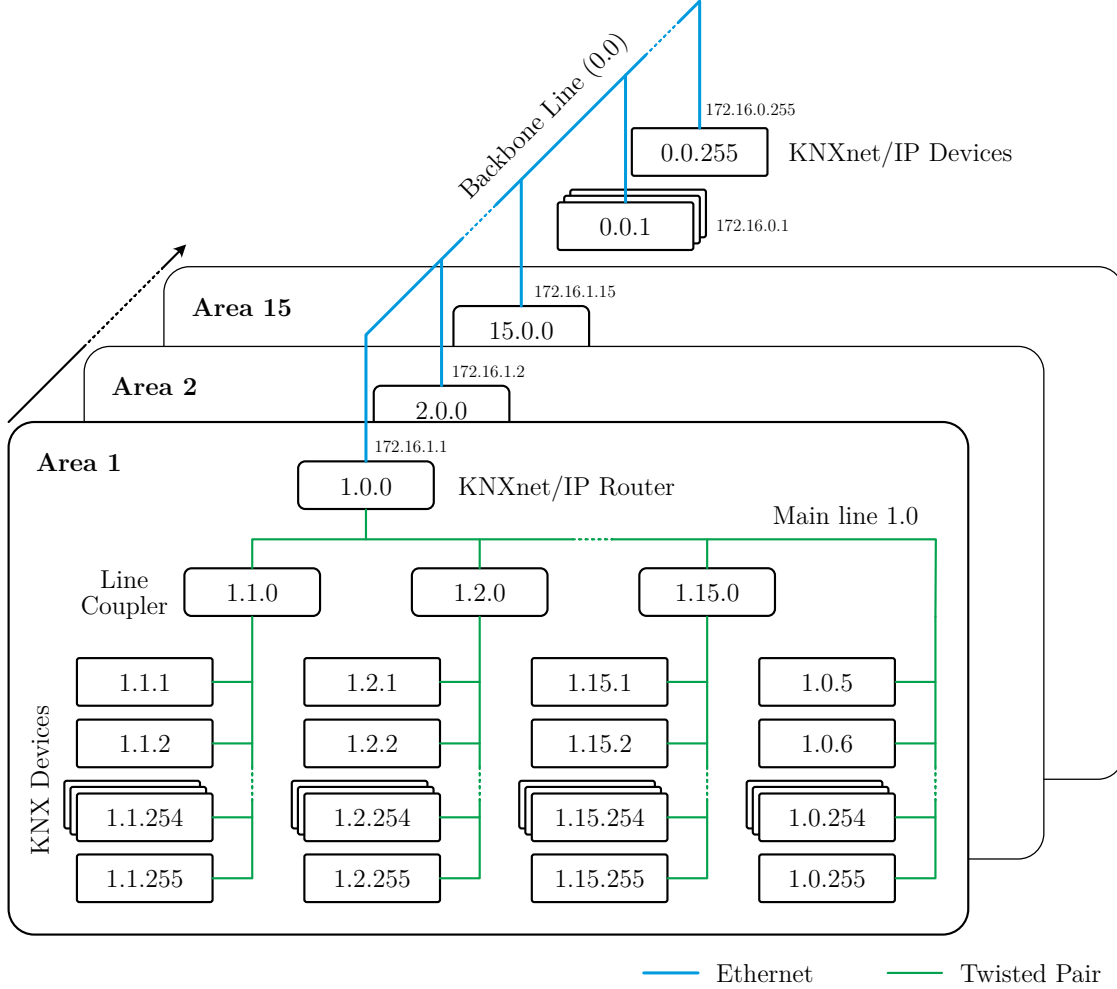 Backbone Line (0.0)
172.16.0.255
0.0.255
KNXnet/IP Devices
0.0.1
172.16.0.1
Area 15
172.16.1.15
15.0.0
Area 2
172.16.1.2
2.0.0
Area 1
172.16.1.1
1.0.0
KNXnet/IP Router
Main line 1.0
Line
Coupler
1.1.0
1.2.0
1.15.0
KNX Devices
1.1.1
1.2.1
1.15.1
1.0.5
1.1.2
1.2.2
1.15.2
1.0.6
1.1.254
1.2.254
1.15.254
1.0.254
1.1.255
1.2.255
1.15.255
1.0.255
Ethernet
Twisted Pair